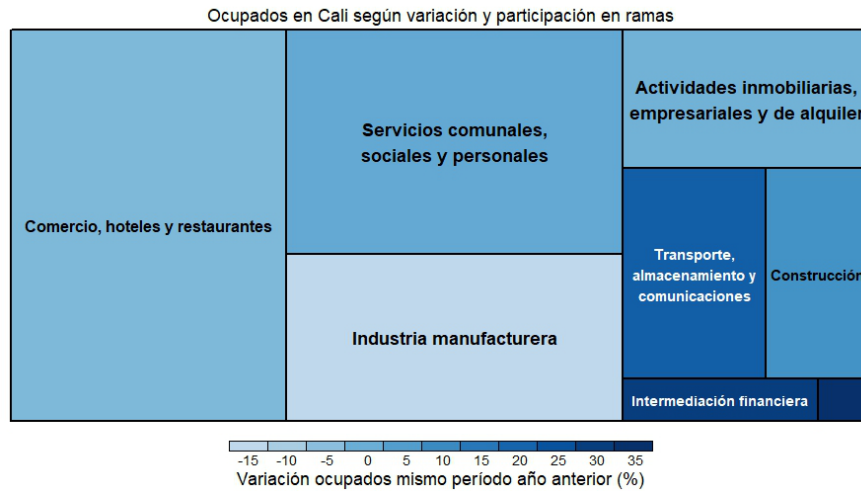 Ocupados en Cali según variación y participación en ramas
Comercio, hoteles y restaurantes
Servicios comunales,
sociales y personales
Industria manufacturera
Actividades inmobiliarias,
empresariales y de alquiler
Transporte,
almacenamiento y
comunicaciones
Construcción
Intermediación financiera
-15 -10 -5 0 5 10 15 20 25 30 35
Variación ocupados mismo período año anterior (%)